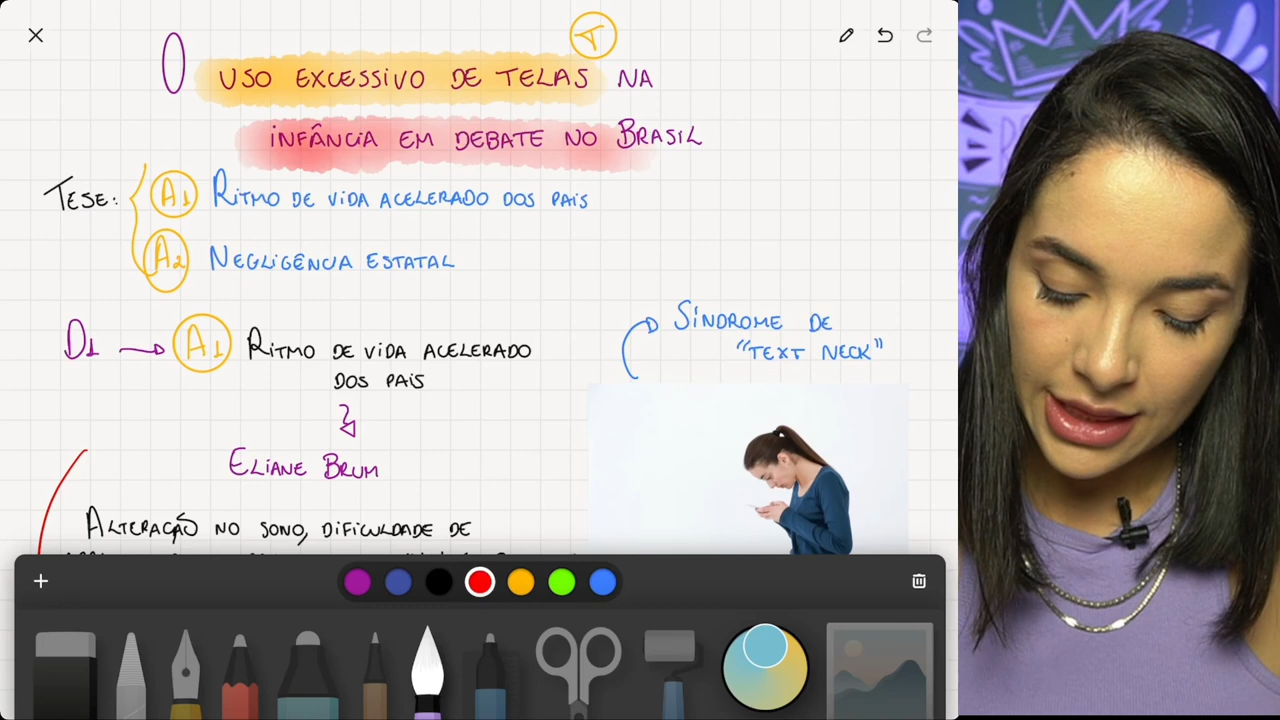 O USO EXCESSIVO DE TELAS NA
T
INFÂNCIA EM DEBATE NO BRASIL
TESE:
A1 RITMO DE VIDA ACELERADO DOS PAIS
A2 NEGLIGÊNCIA ESTATAL
D1 → A1 RITMO DE VIDA ACELERADO
DOS PAIS
ELIANE BRUM
SÍNDROME DE
"TEXT NECK"
ALTERAÇÃO NO SONO, DIFICULDADE DE